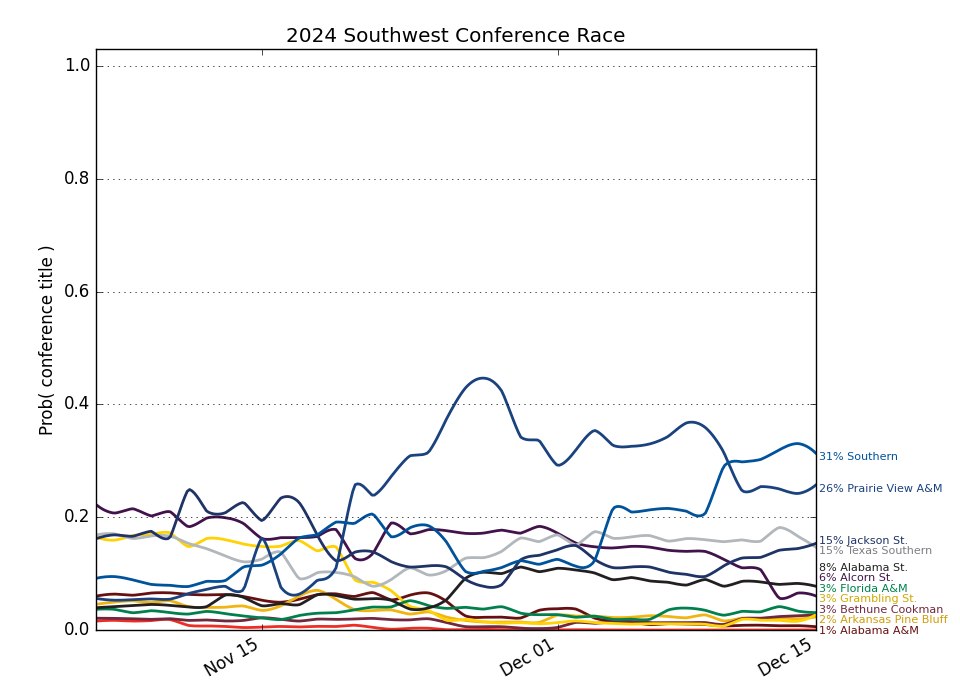 2024 Southwest Conference Race
Prob( conference title )
1.0
0.8
0.6
0.4
0.2
0.0
Nov 15
Dec 01
Dec 15
31% Southern
26% Prairie View A&M
15% Jackson St.
15% Texas Southern
8% Alabama St.
6% Alcorn St.
3% Florida A&M
3% Grambling St.
3% Bethune Cookman
2% Arkansas Pine Bluff
1% Alabama A&M